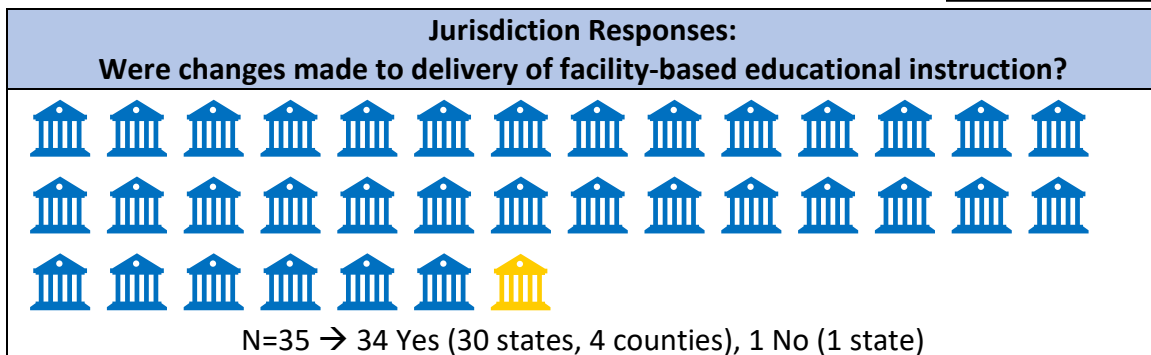 Jurisdiction Responses:
Were changes made to delivery of facility-based educational instruction?
N=35 → 34 Yes (30 states, 4 counties), 1 No (1 state)